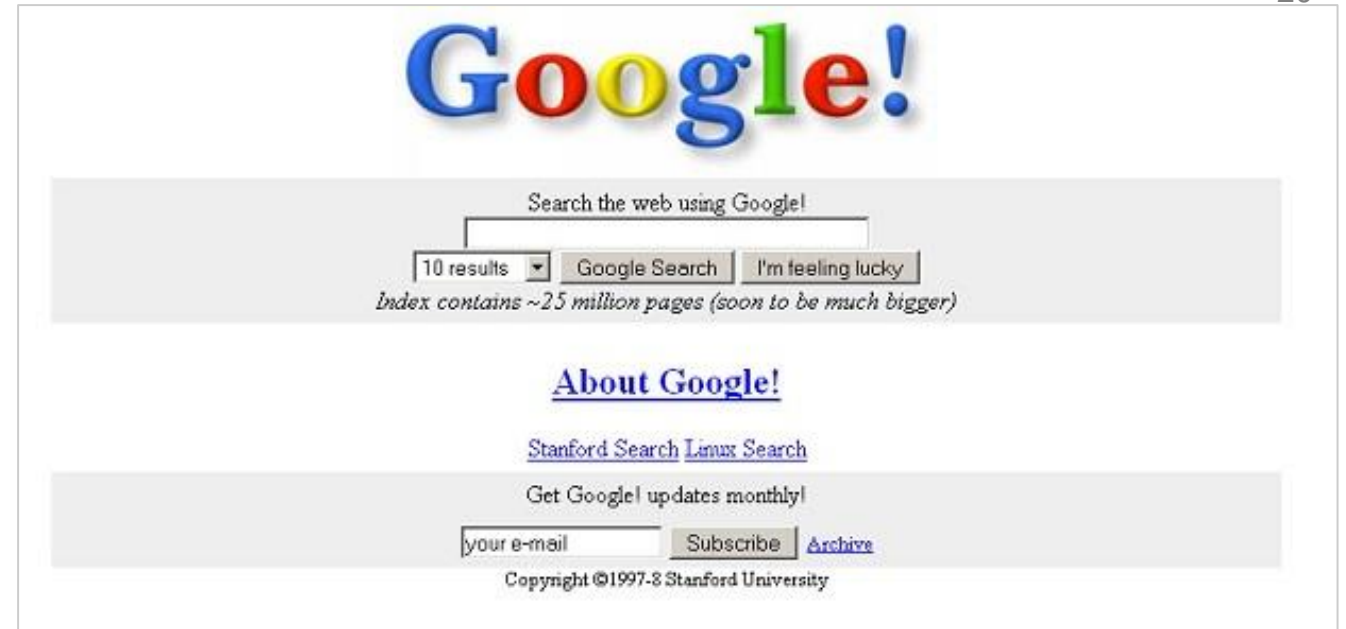 Google!
Search the web using Google!
10 results Google Search I'm feeling lucky
Index contains ~25 million pages (soon to be much bigger)
About Google!
Stanford Search Linux Search
Get Google! updates monthly!
your e-mail Subscribe Archive
Copyright ©1997-8 Stanford University